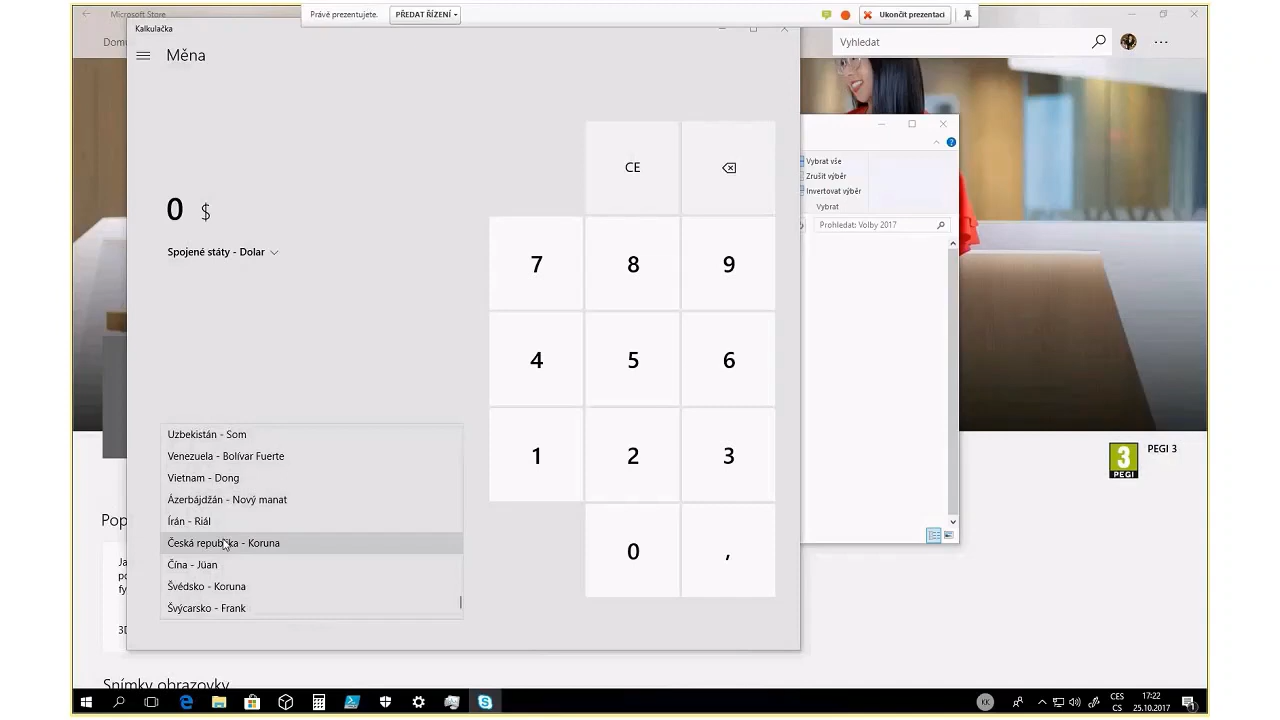 Microsoft Store
Právě prezentujete.
PŘEDAT ŘÍZENÍ
Ukončit prezentaci
Kalkulačka
Měna
Vyhledat
CE
0 $
Spojené státy - Dolar
7
8
9
4
5
6
1
2
3
0
,
Uzbekistán - Som
Venezuela - Bolívar Fuerte
Vietnam - Dong
Ázerbájdžán - Nový manat
Írán - Riál
Česká republika - Koruna
Čína - Jüan
Švédsko - Koruna
Švýcarsko - Frank
Vybrat vše
Zrušit výběr
Invertovat výběr
Vybrat
Prohledat: Volby 2017
3
PEGI
PEGI 3
Snímky obrazovky
KK
CES
CS
17:22
25.10.2017